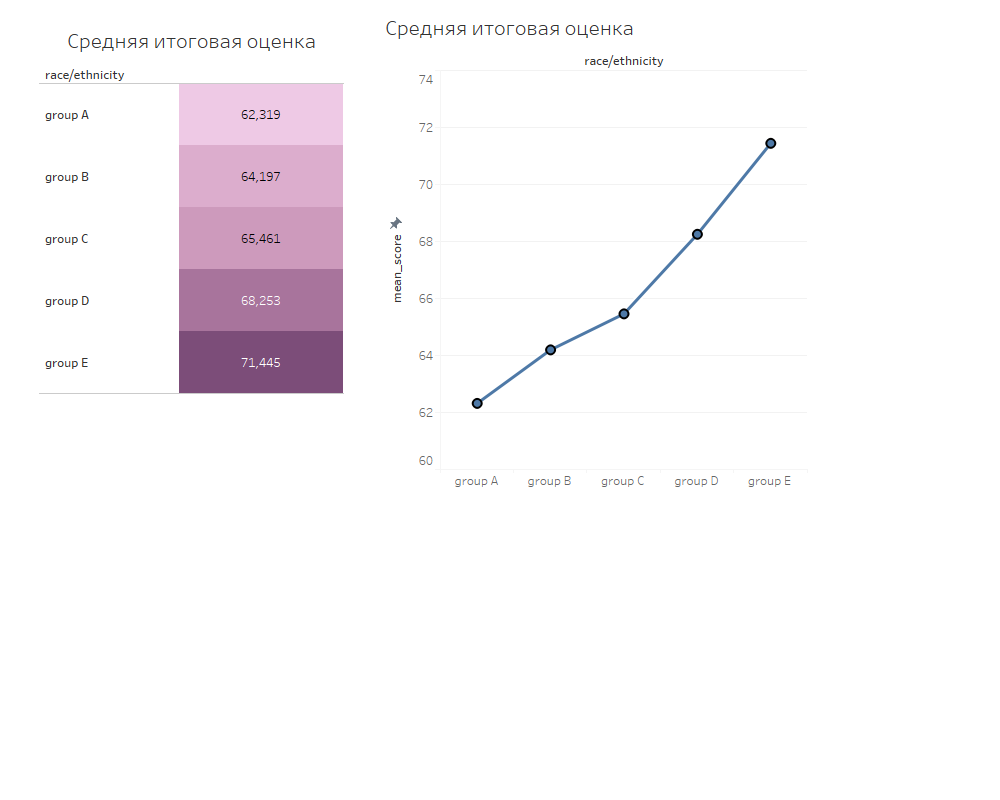 Средняя итоговая оценка
race/ethnicity
group A 62,319
group B 64,197
group C 65,461
group D 68,253
group E 71,445
Средняя итоговая оценка
race/ethnicity
mean_score
74
72
70
68
66
64
62
60
group A group B group C group D group E